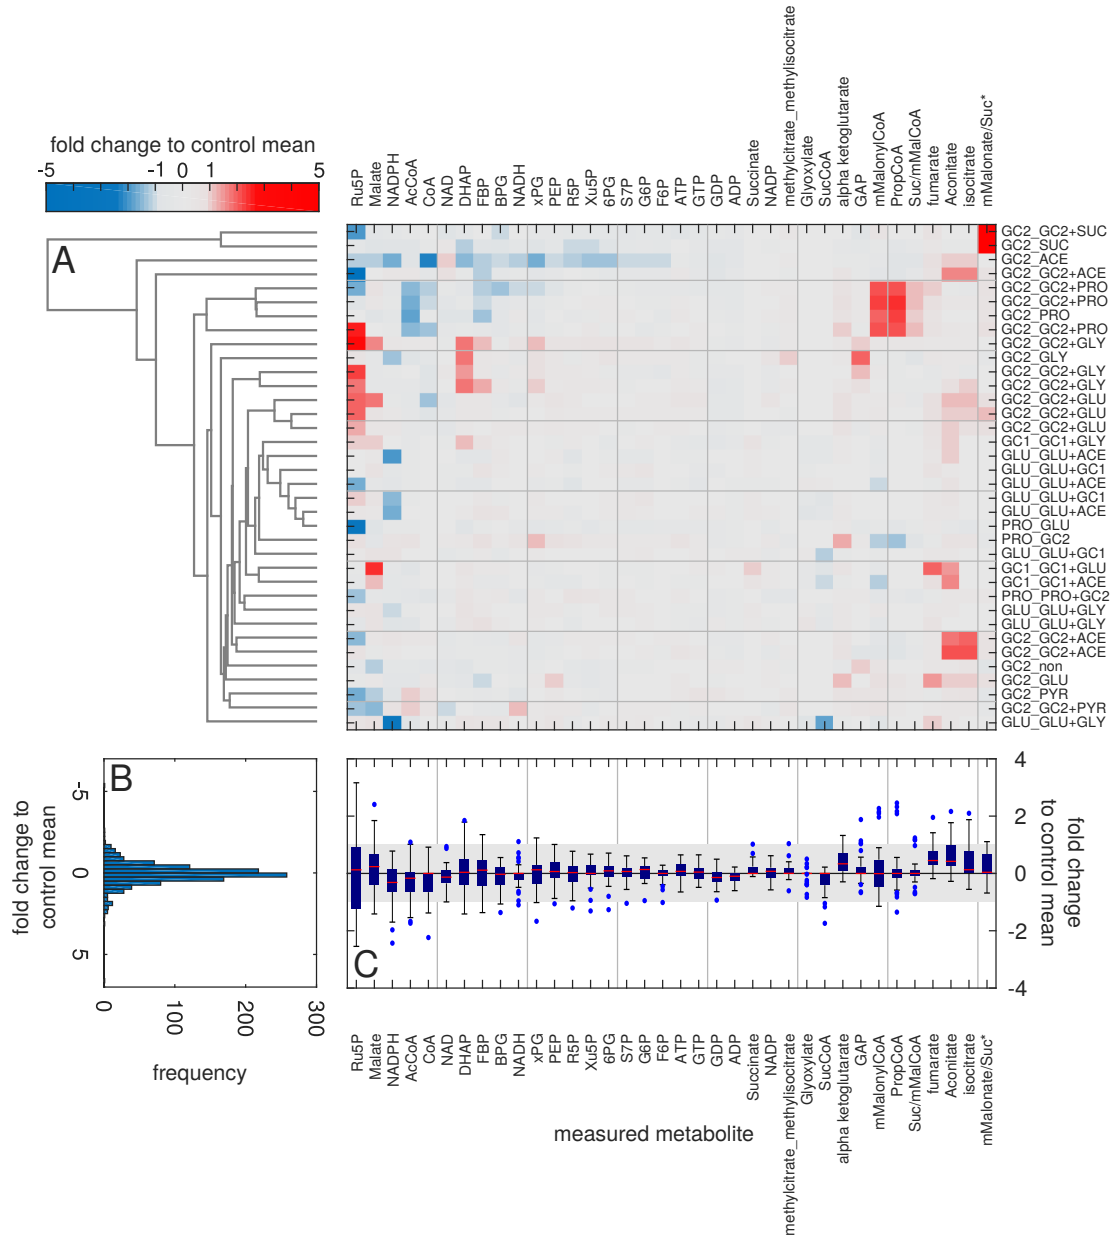 fold change to control mean
-5 -1 0 1 5
Ru5P
Malate
NADPH
AcCoA
CoA
NAD
DHAP
FBP
BPG
NADH
xPG
PEP
R5P
Xu5P
6PG
S7P
G6P
F6P
ATP
GTP
GDP
ADP
Succinate
NADP
methylcitrate_methylisocitrate
Glyoxylate
SucCoA
alpha ketoglutarate
GAP
mMalonylCoA
PropCoA
Suc/mMalCoA
fumarate
Aconitate
isocitrate
mMalonate/Suc*
A
GC2_GC2+SUC
GC2_SUC
GC2_ACE
GC2_GC2+ACE
GC2_GC2+PRO
GC2_GC2+PRO
GC2_PRO
GC2_GC2+PRO
GC2_GC2+GLY
GC2_GLY
GC2_GC2+GLY
GC2_GC2+GLY
GC2_GC2+GLU
GC2_GC2+GLU
GC2_GC2+GLU
GC1_GC1+GLY
GLU_GLU+ACE
GLU_GLU+GC1
GLU_GLU+ACE
GLU_GLU+GC1
GLU_GLU+ACE
PRO_GLU
PRO_GC2
GLU_GLU+GC1
GC1_GC1+GLU
GC1_GC1+ACE
PRO_PRO+GC2
GLU_GLU+GLY
GLU_GLU+GLY
GC2_GC2+ACE
GC2_GC2+ACE
GC2_non
GC2_GLU
GC2_PYR
GC2_GC2+PYR
GLU_GLU+GLY
B
fold change to
control mean
-5
0
5
0 100 200 300
frequency
C
4
2
0
-2
-4
fold change
to control mean
Ru5P
Malate
NADPH
AcCoA
CoA
NAD
DHAP
FBP
BPG
NADH
xPG
PEP
R5P
Xu5P
6PG
S7P
G6P
F6P
ATP
GTP
GDP
ADP
Succinate
NADP
methylcitrate_methylisocitrate
Glyoxylate
SucCoA
alpha ketoglutarate
GAP
mMalonylCoA
PropCoA
Suc/mMalCoA
fumarate
Aconitate
isocitrate
mMalonate/Suc*
measured metabolite